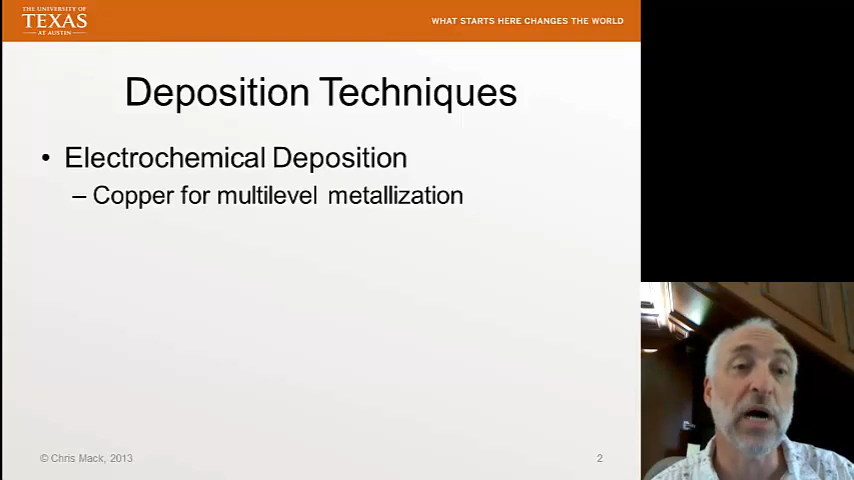 THE UNIVERSITY OF
TEXAS
AT AUSTIN
WHAT STARTS HERE CHANGES THE WORLD
Deposition Techniques
• Electrochemical Deposition
– Copper for multilevel metallization
© Chris Mack, 2013
2